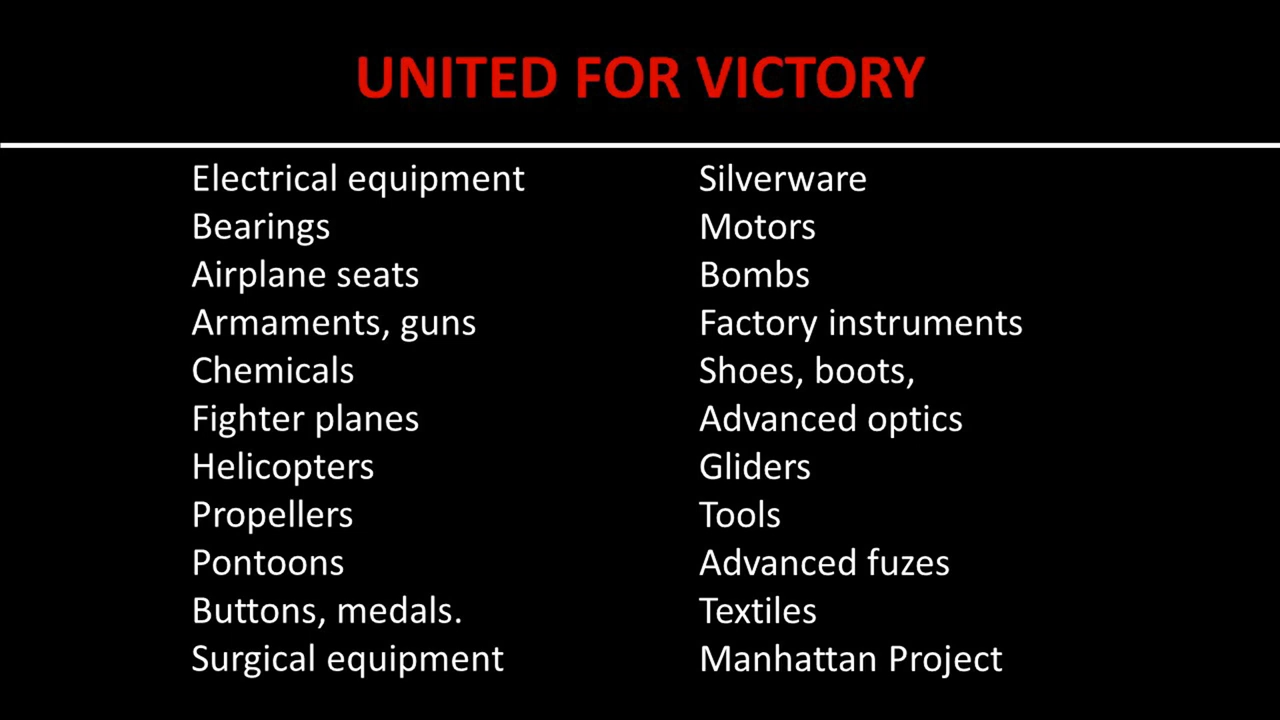 UNITED FOR VICTORY
Electrical equipment
Bearings
Airplane seats
Armaments, guns
Chemicals
Fighter planes
Helicopters
Propellers
Pontoons
Buttons, medals.
Surgical equipment
Silverware
Motors
Bombs
Factory instruments
Shoes, boots,
Advanced optics
Gliders
Tools
Advanced fuzes
Textiles
Manhattan Project